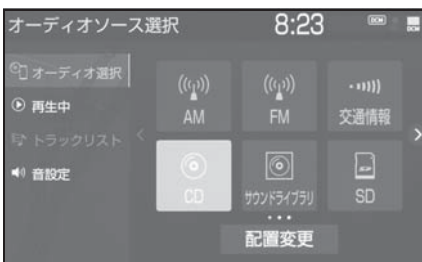 オーディオソース選択 8:23 DCM
DCM
オーディオ選択
再生中
トラックリスト
音設定
AM FM 交通情報
CD サウンドライブラリ SD
配置変更